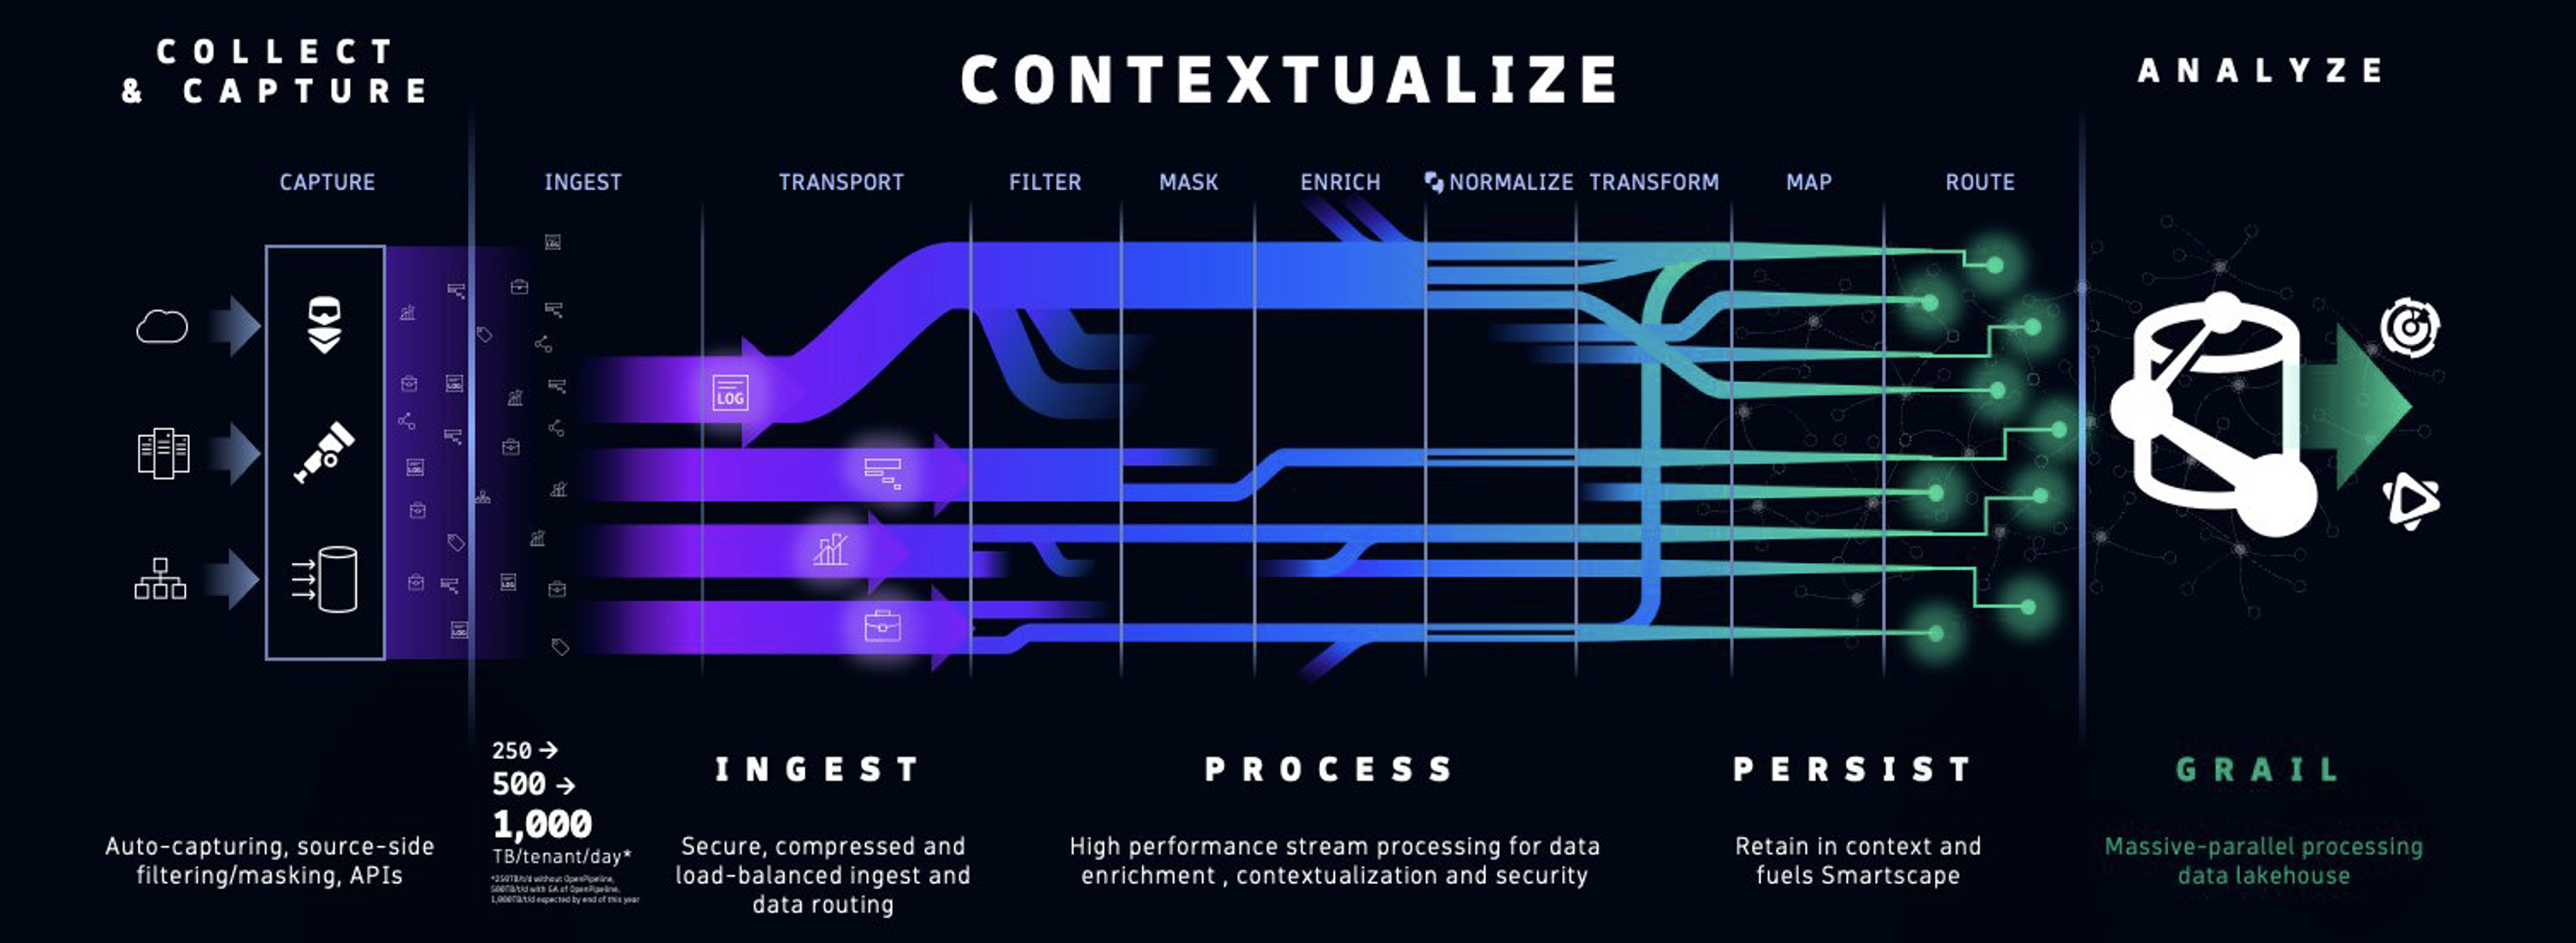 COLLECT
& CAPTURE
CONTEXTUALIZE
ANALYZE
CAPTURE
INGEST
TRANSPORT
FILTER
MASK
ENRICH
NORMALIZE
TRANSFORM
MAP
ROUTE
LOG
250 →
500 →
1,000
TB/tenant/day*
*250TB/t/d without OpenPipeline,
500TB/t/d with GA of OpenPipeline,
1,000TB/t/d expected by end of this year
INGEST
PROCESS
PERSIST
GRAIL
Auto-capturing, source-side
filtering/masking, APIs
Secure, compressed and
load-balanced ingest and
data routing
High performance stream processing for data
enrichment , contextualization and security
Retain in context and
fuels Smartscape
Massive-parallel processing
data lakehouse